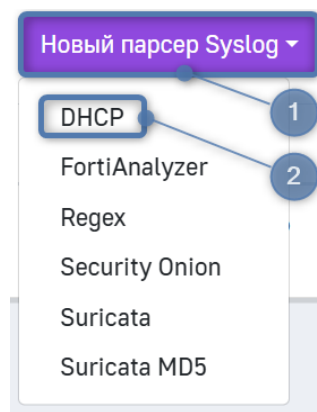 Новый парсер Syslog
1
DHCP
FortiAnalyzer
2
Regex
Security Onion
Suricata
Suricata MD5